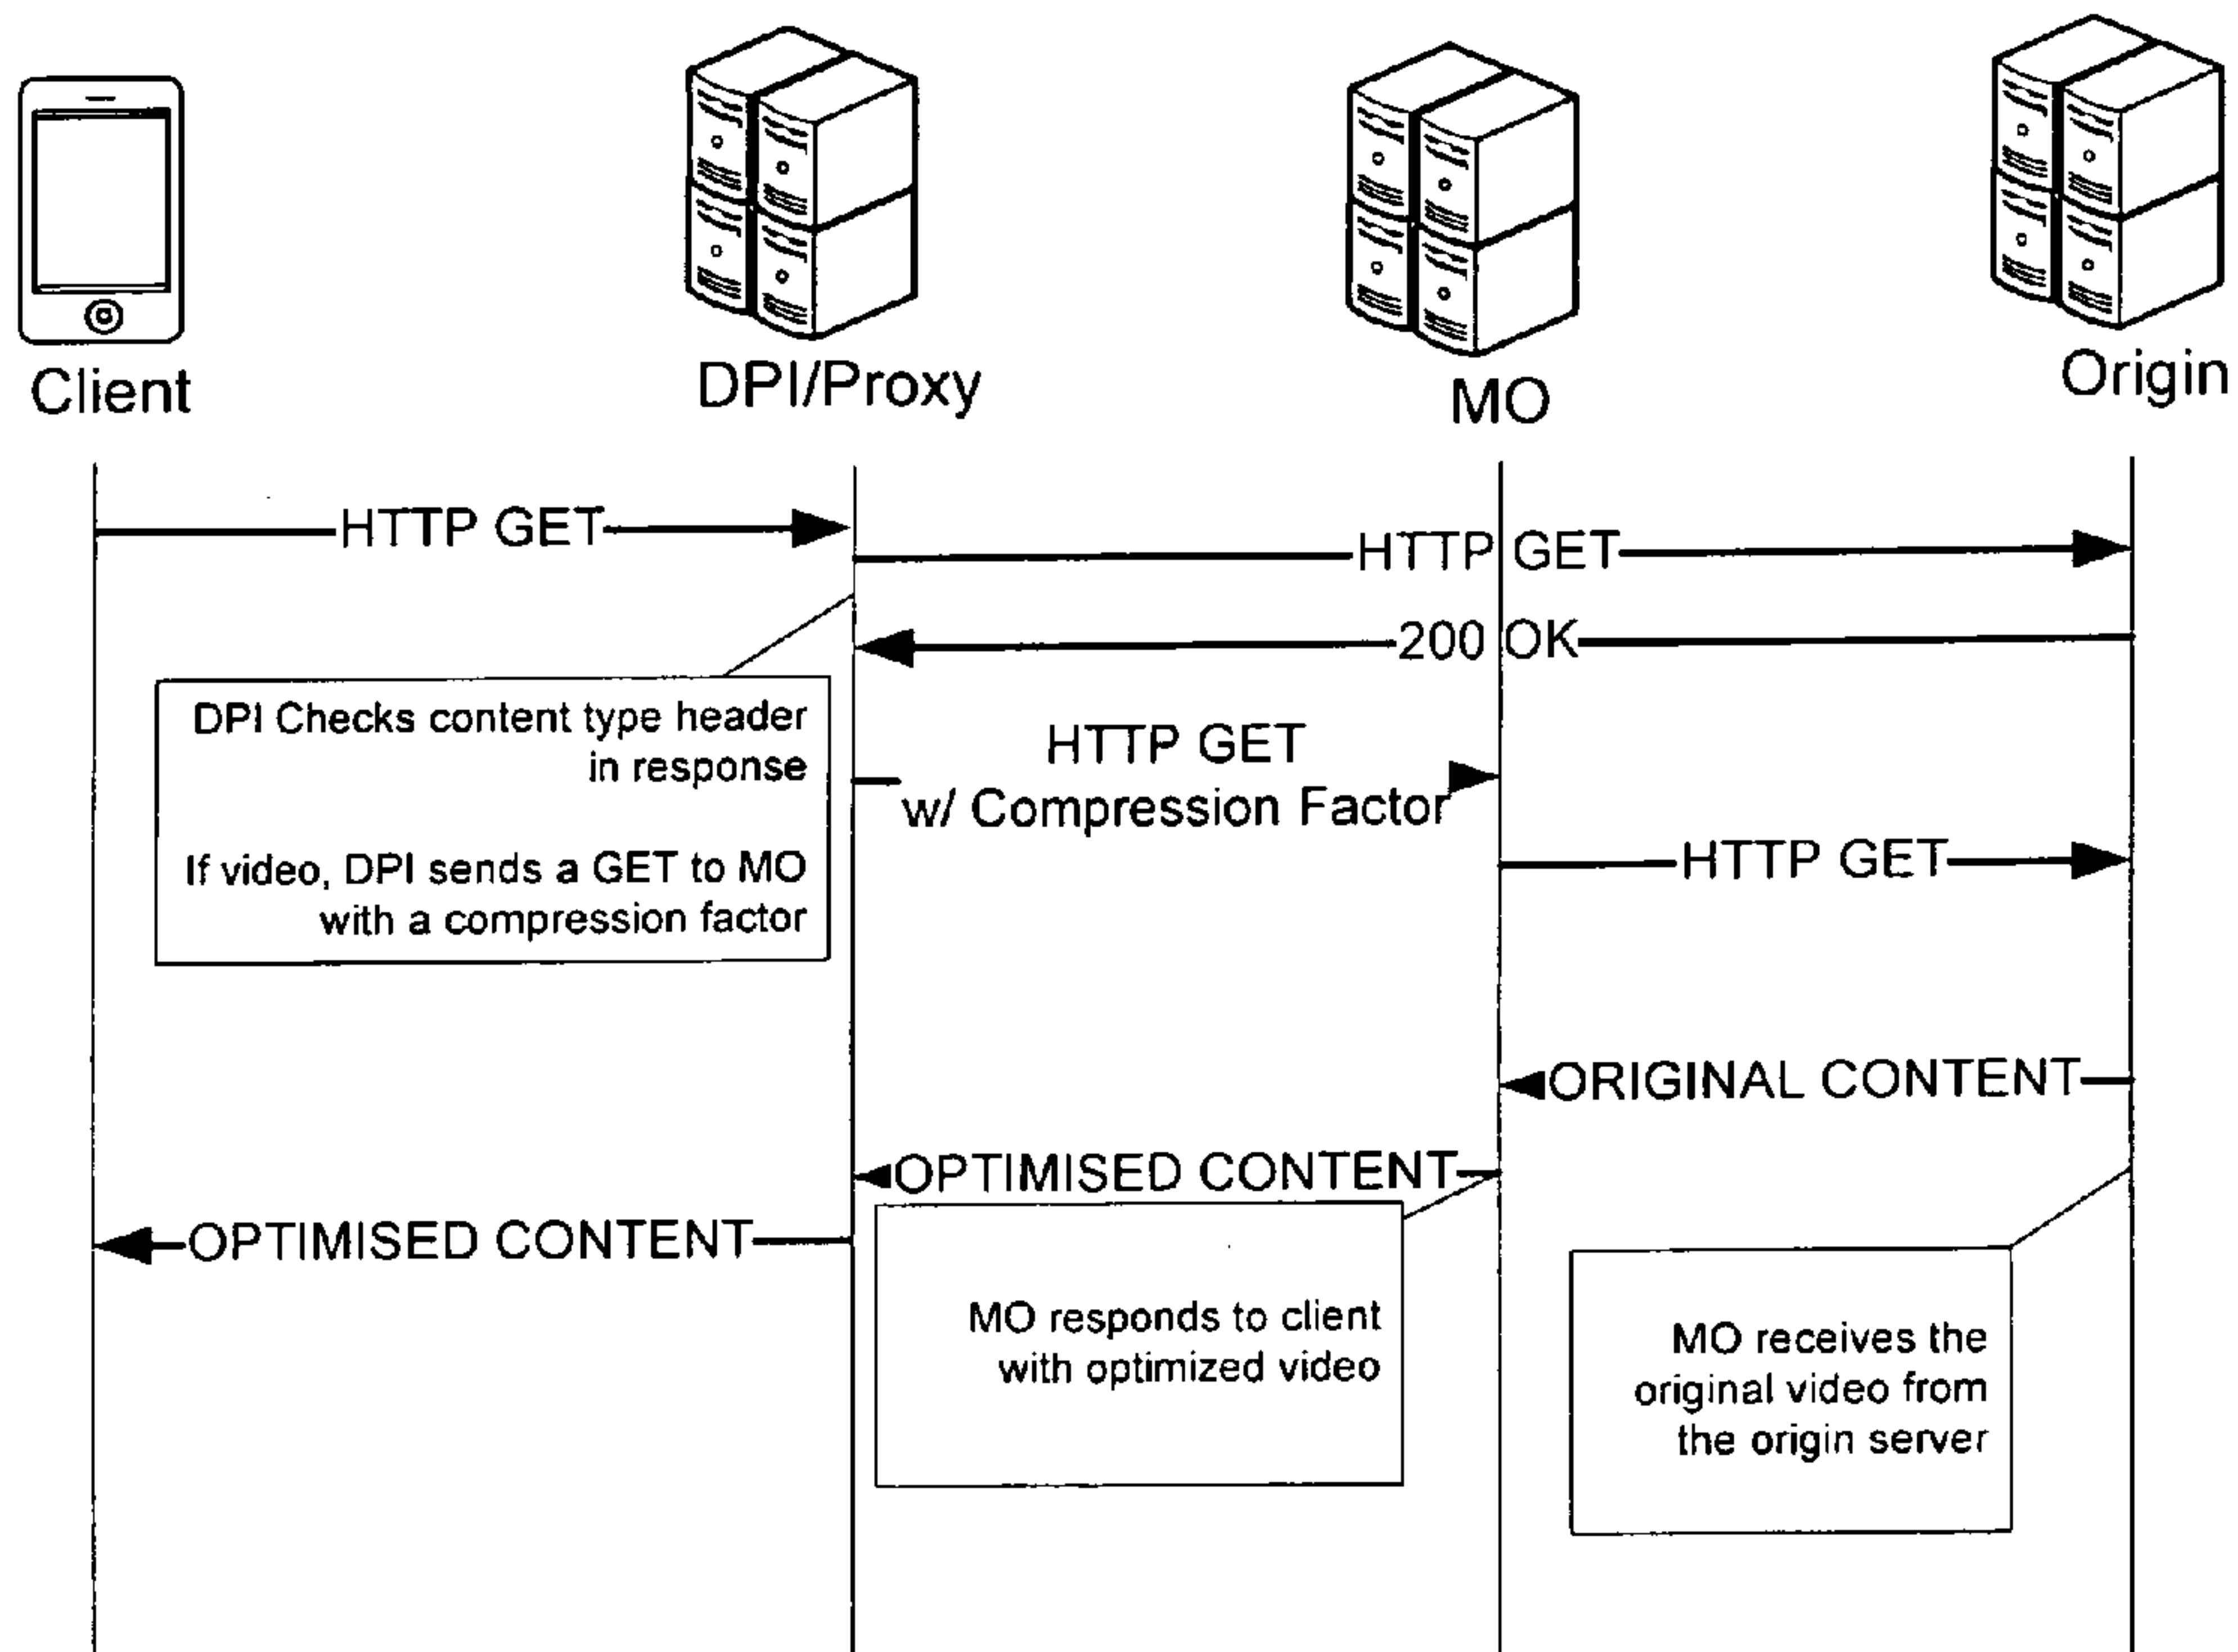 Client
DPI/Proxy
MO
Origin
HTTP GET
HTTP GET
200 OK
DPI Checks content type header
in response
If video, DPI sends a GET to MO
with a compression factor
HTTP GET
w/ Compression Factor
HTTP GET
ORIGINAL CONTENT
OPTIMISED CONTENT
OPTIMISED CONTENT
MO responds to client
with optimized video
MO receives the
original video from
the origin server